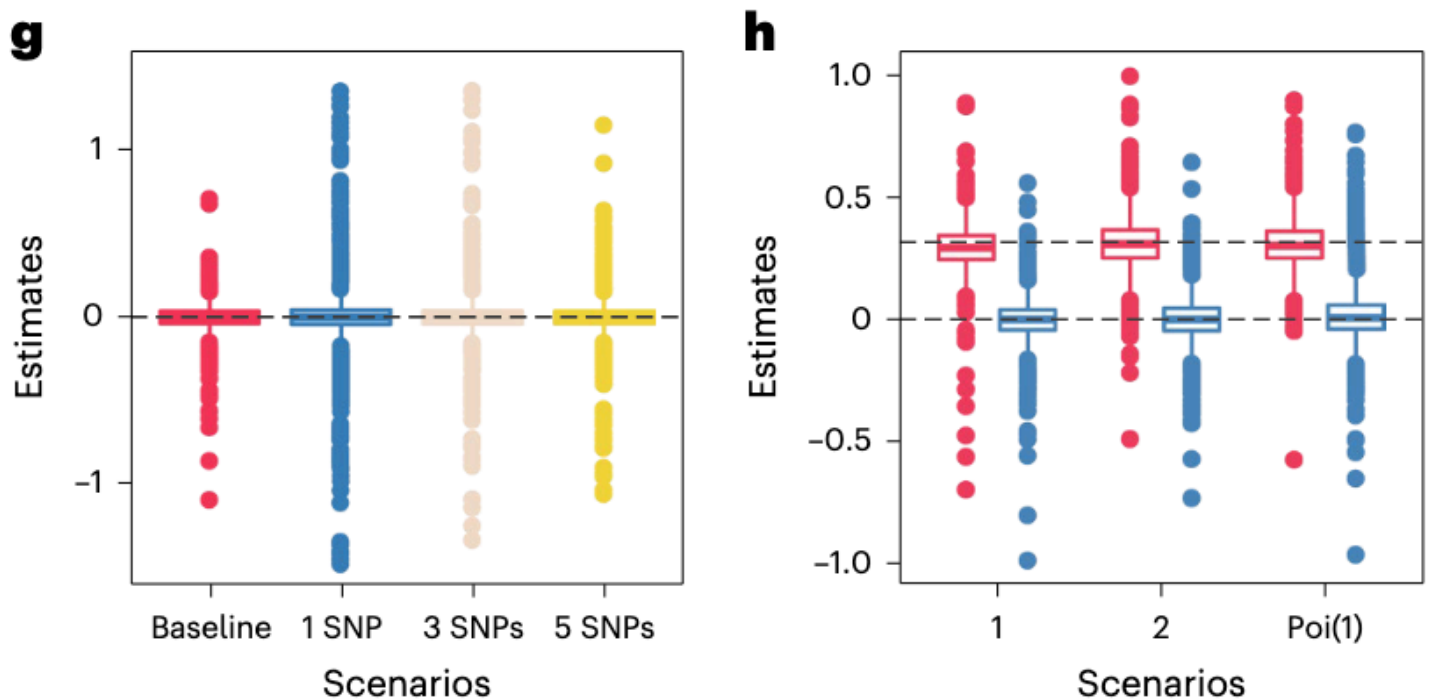 g
Estimates
1
0
−1
Baseline 1 SNP 3 SNPs 5 SNPs
Scenarios
h
Estimates
1.0
0.5
0
−0.5
−1.0
1 2 Poi(1)
Scenarios